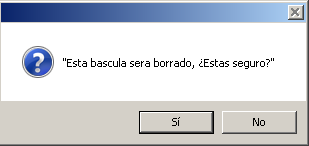 "Esta bascula sera borrado, ¿Estas seguro?"
Sí
No